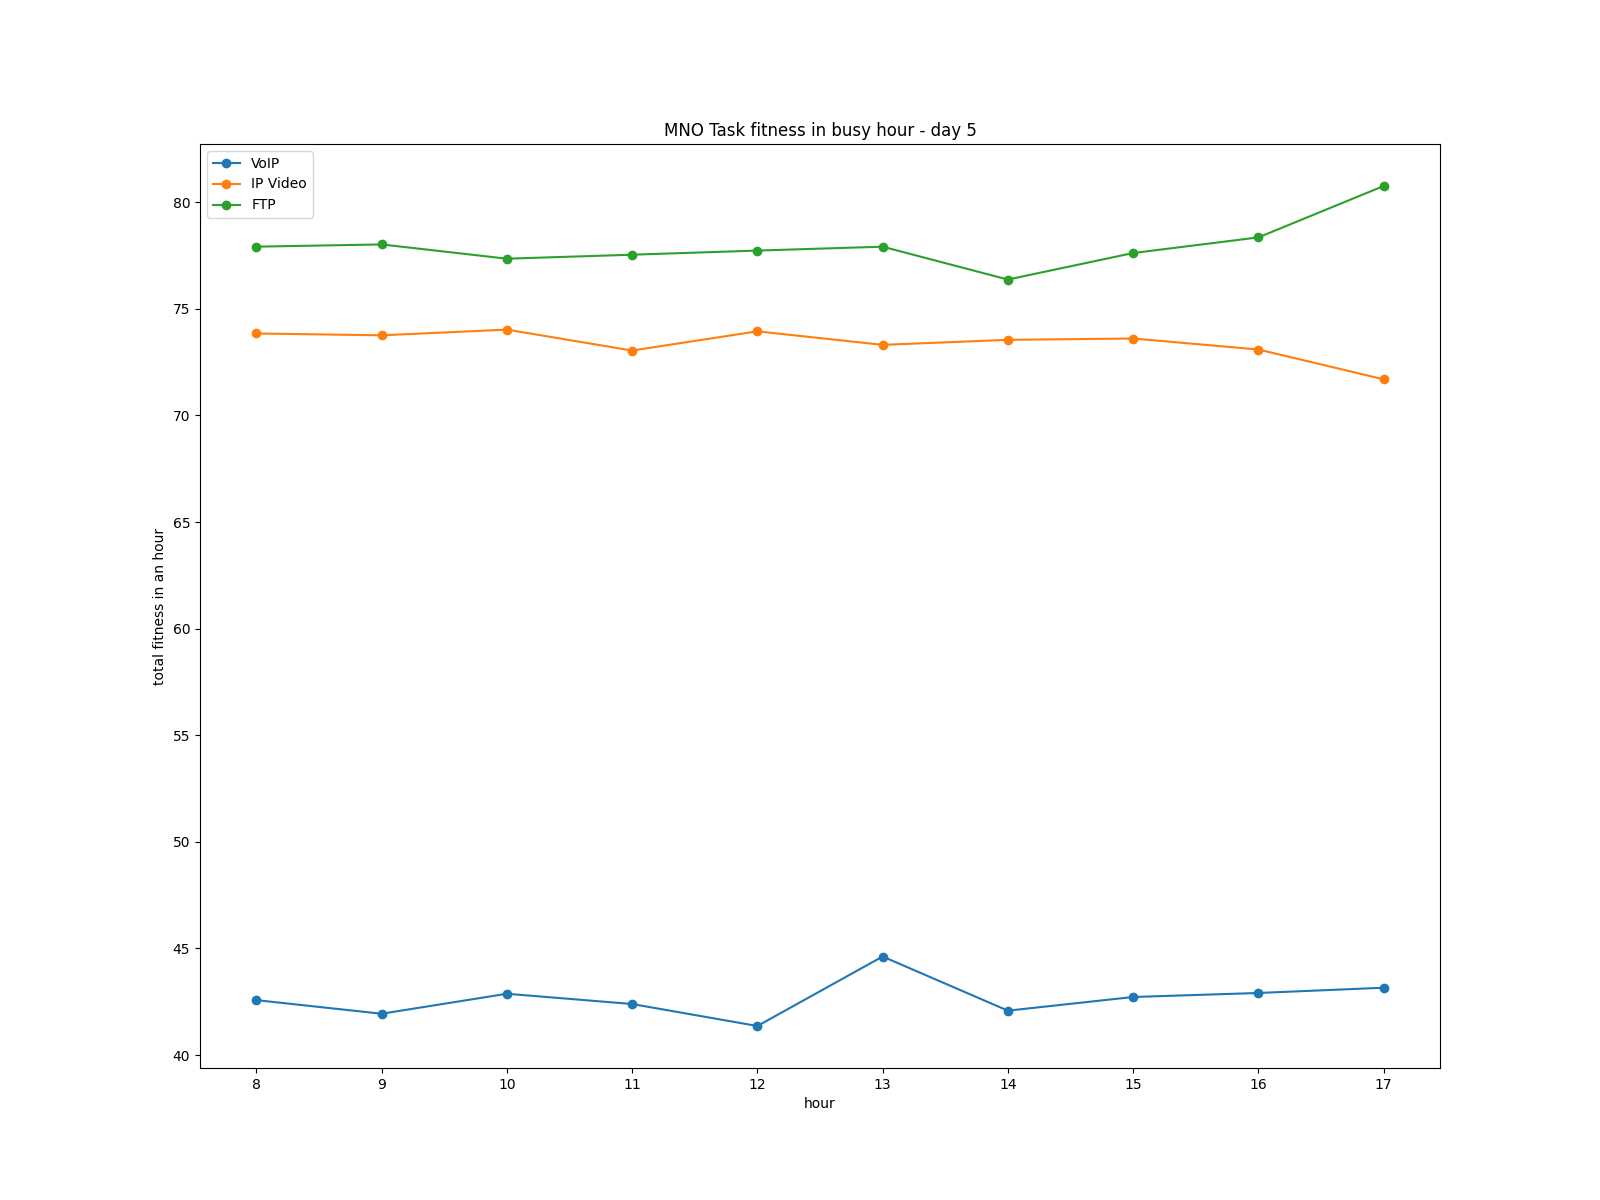 MNO Task fitness in busy hour - day 5
VoIP
IP Video
FTP
total fitness in an hour
80
75
70
65
60
55
50
45
40
8 9 10 11 12 13 14 15 16 17
hour